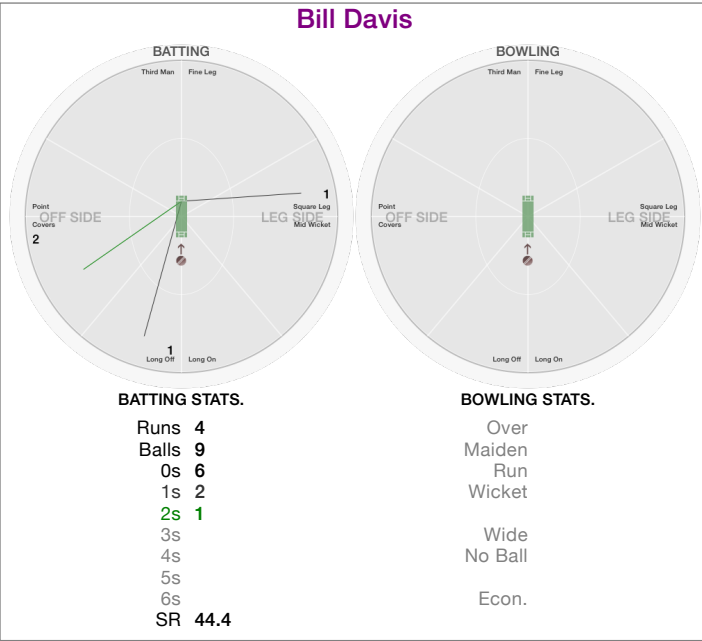 Bill Davis
BATTING
Third Man Fine Leg
Point
OFF SIDE
Covers
2
1
Square Leg
LEG SIDE
Mid Wicket
1
Long Off Long On
BOWLING
Third Man Fine Leg
Point
OFF SIDE
Covers
Square Leg
LEG SIDE
Mid Wicket
Long Off Long On
BATTING STATS.
Runs 4
Balls 9
0s 6
1s 2
2s 1
3s
4s
5s
6s
SR 44.4
BOWLING STATS.
Over
Maiden
Run
Wicket
Wide
No Ball
Econ.